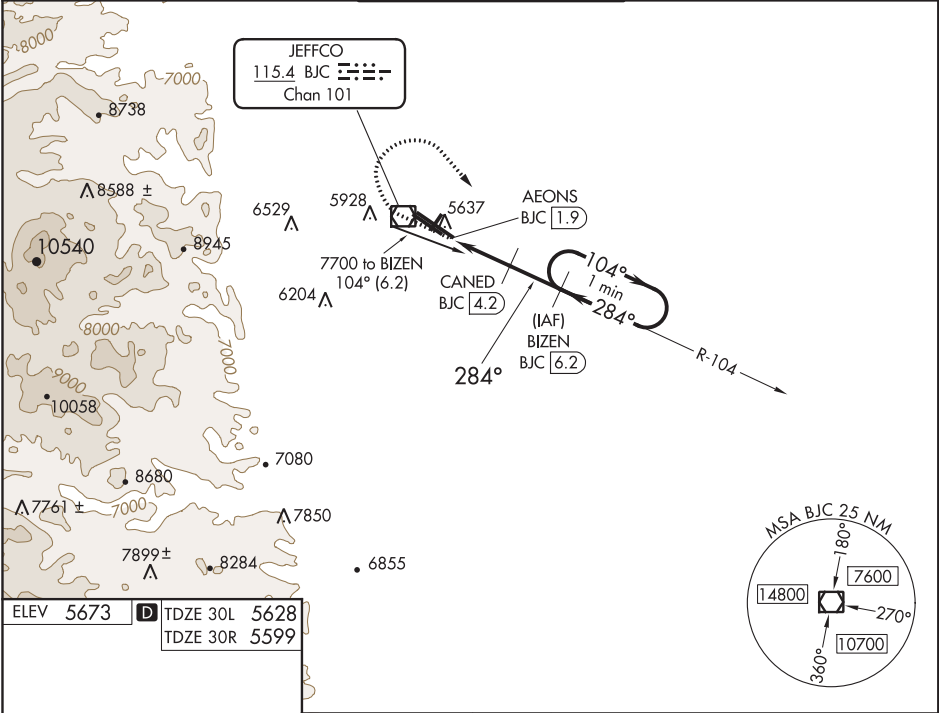 8000
7000
8738
8588 ±
10540
8945
6529
5928
5637
6204
JEFFCO
115.4 BJC
Chan 101
AEONS
BJC 1.9
7700 to BIZEN
104° (6.2)
CANED
BJC 4.2
104°
1 min
284°
(IAF)
BIZEN
BJC 6.2
284°
R-104
8000
7000
9000
10058
7080
8680
7000
7761 ±
7850
7899 ±
8284
6855
MSA BJC 25 NM
180°
7600
14800
270°
10700
360°
ELEV 5673
D TDZE 30L 5628
TDZE 30R 5599